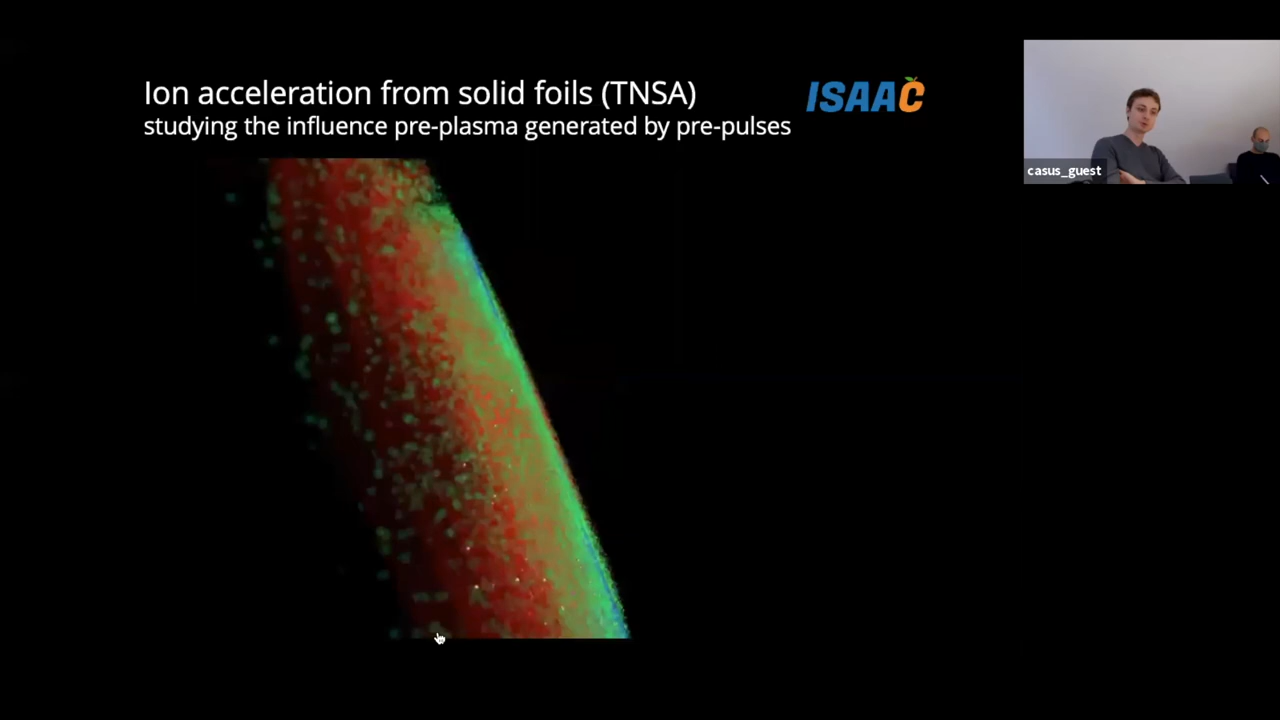 Ion acceleration from solid foils (TNSA)
studying the influence pre-plasma generated by pre-pulses
ISAAC
casus_guest